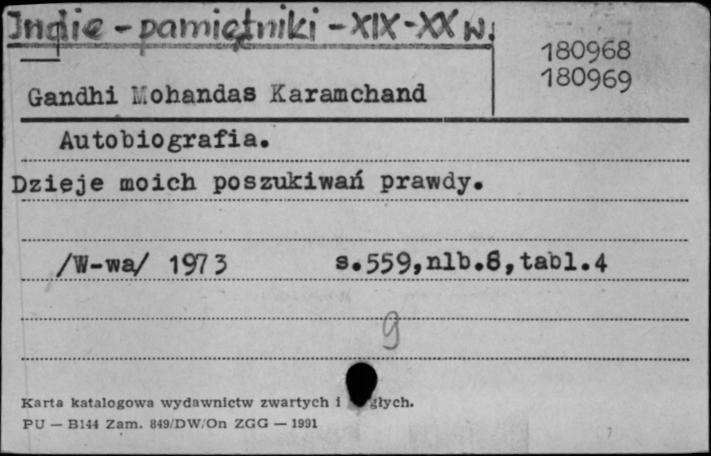 Indie - pamiętniki - XIX - XX w.
180968
180969
Gandhi Mohandas Karamchand
Autobiografia.
Dzieje moich poszukiwań prawdy.
/W-wa/ 1973 s.559,nlb.8,tabl.4
9
Karta katalogowa wydawnictw zwartych i głych.
PU — B144 Zam. 849/DW/On ZGG — 1991